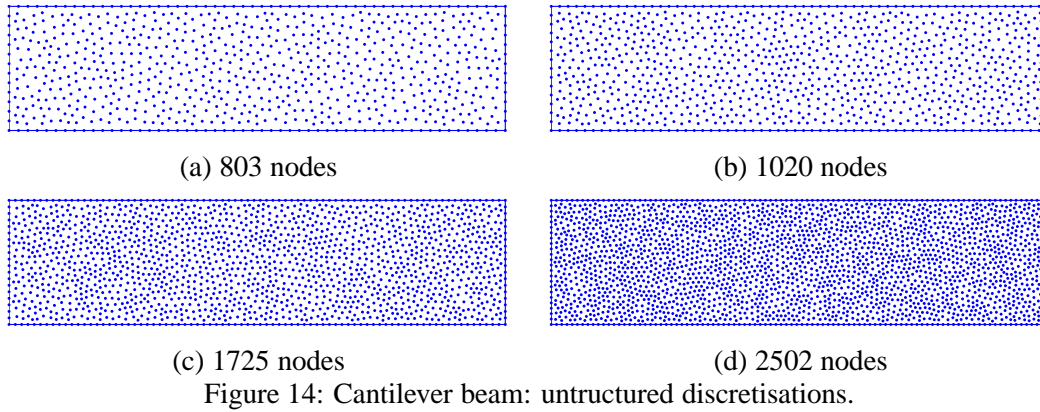 (a) 803 nodes
(b) 1020 nodes
(c) 1725 nodes
(d) 2502 nodes
Figure 14: Cantilever beam: untructured discretisations.